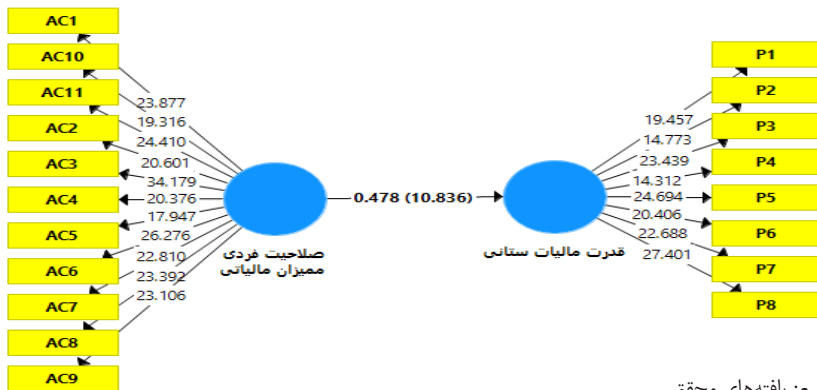 AC1
AC10
AC11
AC2
AC3
AC4
AC5
AC6
AC7
AC8
AC9
23.877
19.316
24.410
20.601
34.179
20.376
17.947
26.276
22.810
23.392
23.106
صلاحیت فردی
ممیزان مالیاتی
0.478 (10.836)
قدرت مالیات ستانی
19.457
14.773
23.439
14.312
24.694
20.406
22.688
27.401
P1
P2
P3
P4
P5
P6
P7
P8
یافته‌های